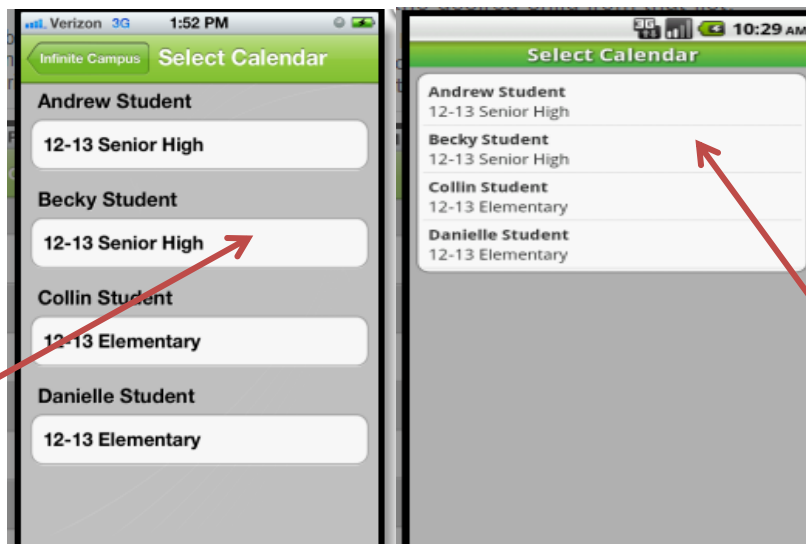 Verizon 3G 1:52 PM
Infinite Campus Select Calendar
Andrew Student
12-13 Senior High
Becky Student
12-13 Senior High
Collin Student
12-13 Elementary
Danielle Student
12-13 Elementary
3G 10:29 AM
Select Calendar
Andrew Student
12-13 Senior High
Becky Student
12-13 Senior High
Collin Student
12-13 Elementary
Danielle Student
12-13 Elementary